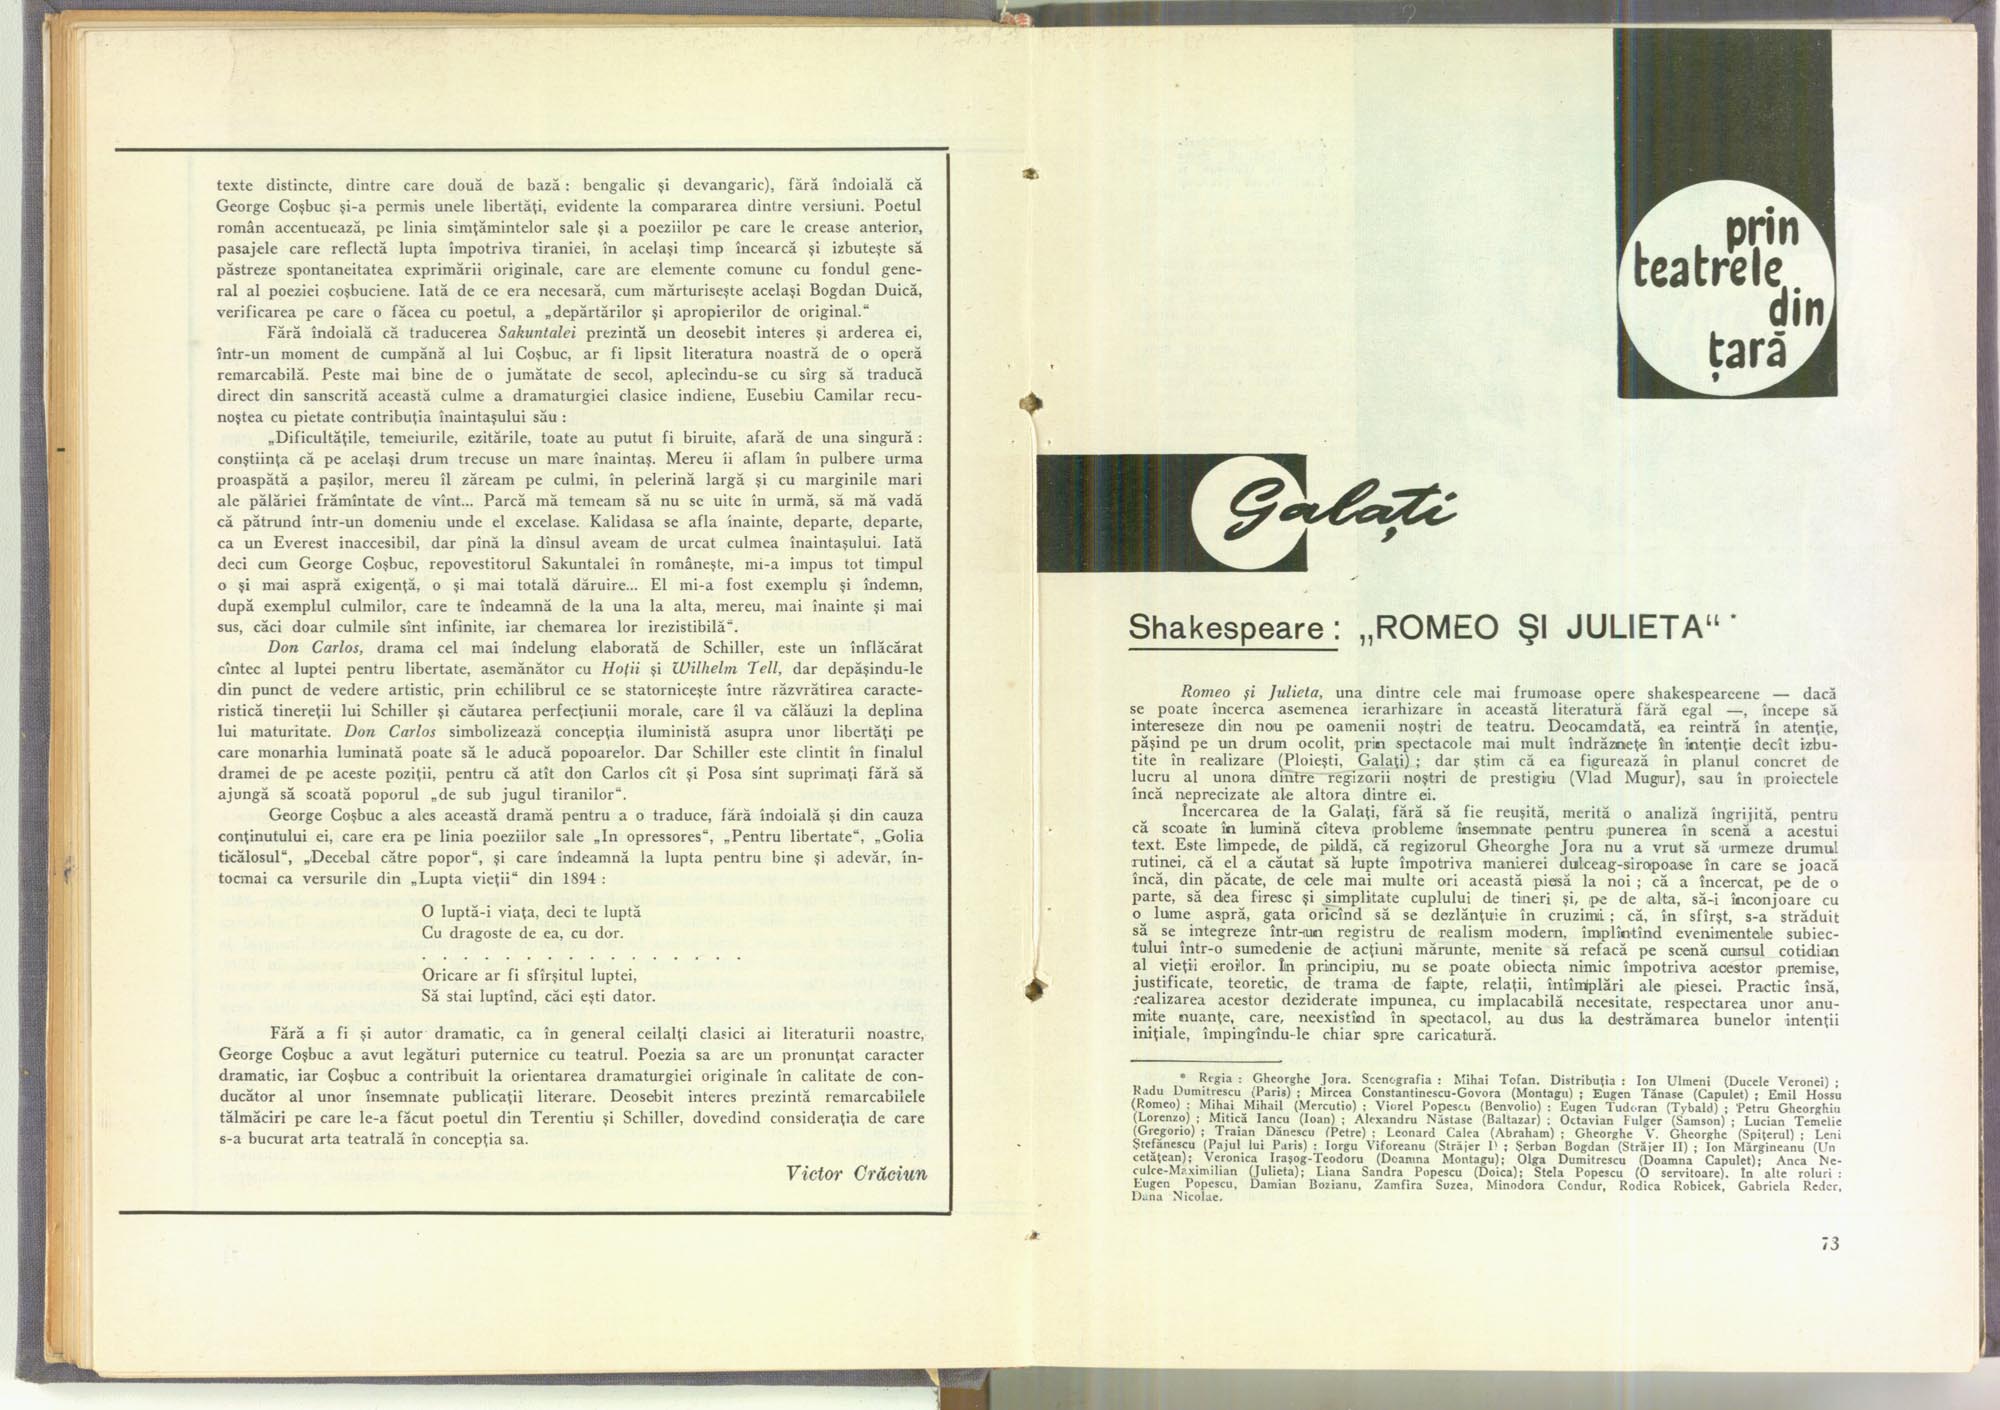 texte distincte, dintre care două de bază : bengalic și devangaric), fără îndoială că
George Coșbuc și-a permis unele libertăți, evidente la compararea dintre versiuni. Poetul
român accentuează, pe linia simțămintelor sale și a poeziilor pe care le crease anterior,
pasajele care reflectă lupta împotriva tiraniei, în același timp încearcă și izbutește să
păstreze spontaneitatea exprimării originale, care are elemente comune cu fondul gene-
ral al poeziei coșbuciene. Iată de ce era necesară, cum mărturisește același Bogdan Duică,
verificarea pe care o făcea cu poetul, a „depărtărilor și apropierilor de original.“
Fără îndoială că traducerea Sakuntalei prezintă un deosebit interes și arderea ei,
într-un moment de cumpănă al lui Coșbuc, ar fi lipsit literatura noastră de o operă
remarcabilă. Peste mai bine de o jumătate de secol, aplecîndu-se cu sîrg să traducă
direct din sanscrită această culme a dramaturgiei clasice indiene, Eusebiu Camilar recu-
noștea cu pietate contribuția înaintașului său :
„Dificultățile, temeiurile, ezitările, toate au putut fi biruite, afară de una singură :
conștiința că pe același drum trecuse un mare înaintaș. Mereu îi aflam în pulbere urma
proaspătă a pașilor, mereu îl zăream pe culmi, în pelerină largă și cu marginile mari
ale pălăriei frămîntate de vînt... Parcă mă temeam să nu se uite în urmă, să mă vadă
că pătrund într-un domeniu unde el excelase. Kalidasa se afla înainte, departe, departe,
ca un Everest inaccesibil, dar pînă la dînsul aveam de urcat culmea înaintașului. Iată
deci cum George Coșbuc, repovestitorul Sakuntalei în românește, mi-a impus tot timpul
o și mai aspră exigență, o și mai totală dăruire... El mi-a fost exemplu și îndemn,
după exemplul culmilor, care te îndeamnă de la una la alta, mereu, mai înainte și mai
sus, căci doar culmile sînt infinite, iar chemarea lor irezistibilă“.
Don Carlos, drama cel mai îndelung elaborată de Schiller, este un înflăcărat
cîntec al luptei pentru libertate, asemănător cu Hoții și Wilhelm Tell, dar depășindu-le
din punct de vedere artistic, prin echilibrul ce se statornicește între răzvrătirea caracte-
ristică tinereții lui Schiller și căutarea perfecțiunii morale, care îl va călăuzi la deplina
lui maturitate. Don Carlos simbolizează concepția iluministă asupra unor libertăți pe
care monarhia luminată poate să le aducă popoarelor. Dar Schiller este clintit în finalul
dramei de pe aceste poziții, pentru că atît don Carlos cît și Posa sînt suprimați fără să
ajungă să scoată poporul „de sub jugul tiranilor“.
George Coșbuc a ales această dramă pentru a o traduce, fără îndoială și din cauza
conținutului ei, care era pe linia poeziilor sale „In opressores“, „Pentru libertate“, „Golia
ticălosul“, „Decebal către popor“, și care îndeamnă la lupta pentru bine și adevăr, în-
tocmai ca versurile din „Lupta vieții“ din 1894 :
O luptă-i viața, deci te luptă
Cu dragoste de ea, cu dor.
. . . . . . . . . . . . . . . .
Oricare ar fi sfîrșitul luptei,
Să stai luptînd, căci ești dator.
Fără a fi și autor dramatic, ca în general ceilalți clasici ai literaturii noastre,
George Coșbuc a avut legături puternice cu teatrul. Poezia sa are un pronunțat caracter
dramatic, iar Coșbuc a contribuit la orientarea dramaturgiei originale în calitate de con-
ducător al unor însemnate publicații literare. Deosebit interes prezintă remarcabilele
tălmăciri pe care le-a făcut poetul din Terentiu și Schiller, dovedind considerația de care
s-a bucurat arta teatrală în concepția sa.
Victor Crăciun
prin
teatrele
din
țară
Galați
Shakespeare : „ROMEO ȘI JULIETA“ *
Romeo și Julieta, una dintre cele mai frumoase opere shakespeareene — dacă
se poate încerca asemenea ierarhizare în această literatură fără egal —, începe să
intereseze din nou pe oamenii noștri de teatru. Deocamdată, ea reintră în atenție,
pășind pe un drum ocolit, prin spectacole mai mult îndrăznețe în intenție decît izbu-
tite în realizare (Ploiești, Galați) ; dar știm că ea figurează în planul concret de
lucru al unora dintre regizorii noștri de prestigiu (Vlad Mugur), sau în proiectele
încă neprecizate ale altora dintre ei.
Încercarea de la Galați, fără să fie reușită, merită o analiză îngrijită, pentru
că scoate în lumină cîteva probleme însemnate pentru punerea în scenă a acestui
text. Este limpede, de pildă, că regizorul Gheorghe Jora nu a vrut să urmeze drumul
rutinei, că el a căutat să lupte împotriva manierei dulceag-siropoase în care se joacă
încă, din păcate, de cele mai multe ori această piesă la noi ; că a încercat, pe de o
parte, să dea firesc și simplitate cuplului de tineri și, pe de alta, să-i înconjoare cu
o lume aspră, gata oricînd să se dezlănțuie în cruzimi ; că, în sfîrșt, s-a străduit
să se integreze într-un registru de realism modern, împlîntînd evenimentele subiec-
tului într-o sumedenie de acțiuni mărunte, menite să refacă pe scenă cursul cotidian
al vieții eroilor. În principiu, nu se poate obiecta nimic împotriva acestor premise,
justificate, teoretic, de trama de fapte, relații, întîmplări ale piesei. Practic însă,
realizarea acestor deziderate impunea, cu implacabilă necesitate, respectarea unor anu-
mite nuanțe, care, neexistînd în spectacol, au dus la destrămarea bunelor intenții
inițiale, împingîndu-le chiar spre caricatură.
* Regia : Gheorghe Jora. Scenografia : Mihai Tofan. Distribuția : Ion Ulmeni (Ducele Veronei) ;
Radu Dumitrescu (Paris) ; Mircea Constantinescu-Govora (Montagu) ; Eugen Tănase (Capulet) ; Emil Hossu
(Romeo) ; Mihai Mihail (Mercutio) ; Viorel Popescu (Benvolio) : Eugen Tudoran (Tybald) ; Petru Gheorghiu
(Lorenzo) ; Mitică Iancu (Ioan) ; Alexandru Năstase (Baltazar) ; Octavian Fulger (Samson) ; Lucian Temelie
(Gregorio) ; Traian Dănescu (Petre) ; Leonard Calea (Abraham) ; Gheorghe V. Gheorghe (Spițerul) ; Leni
Ștefănescu (Pajul lui Paris) ; Iorgu Viforeanu (Străjer I) ; Șerban Bogdan (Străjer II) ; Ion Mărgineanu (Un
cetățean); Veronica Irașog-Teodoru (Doamna Montagu); Olga Dumitrescu (Doamna Capulet); Anca Ne-
culce-Maximilian (Julieta); Liana Sandra Popescu (Doica); Stela Popescu (O servitoare). In alte roluri :
Eugen Popescu, Damian Bozianu, Zamfira Suzea, Minodora Condur, Rodica Robicek, Gabriela Reder,
Dana Nicolae.
73